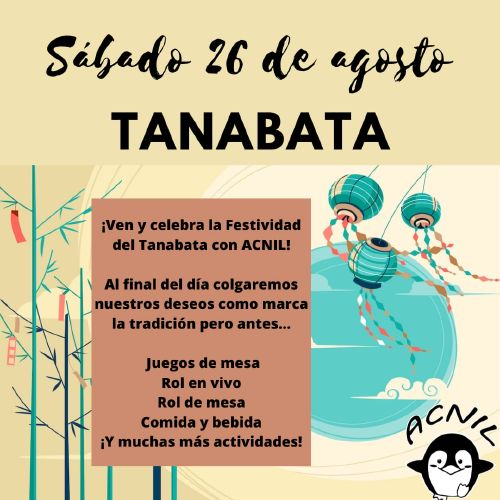 Sábado 26 de agosto
TANABATA
¡Ven y celebra la Festividad
del Tanabata con ACNIL!
Al final del día colgaremos
nuestros deseos como marca
la tradición pero antes...
Juegos de mesa
Rol en vivo
Rol de mesa
Comida y bebida
¡Y muchas más actividades!
ACNIL